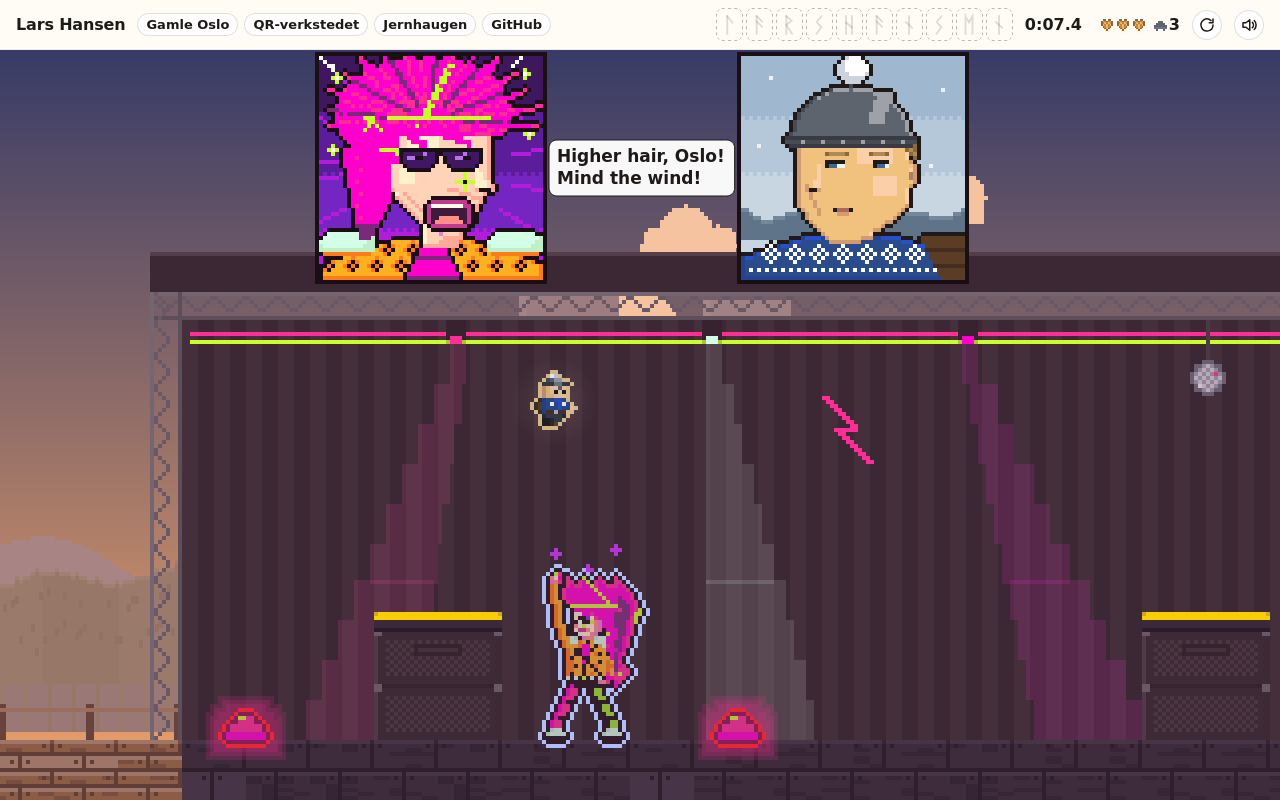 Lars Hansen Gamle Oslo QR-verkstedet Jernhaugen GitHub ᛚ ᚨ ᚱ ᛊ ᚺ ᚨ ᚾ ᛊ ᛖ ᚾ 0:07.4 3
Higher hair, Oslo!
Mind the wind!